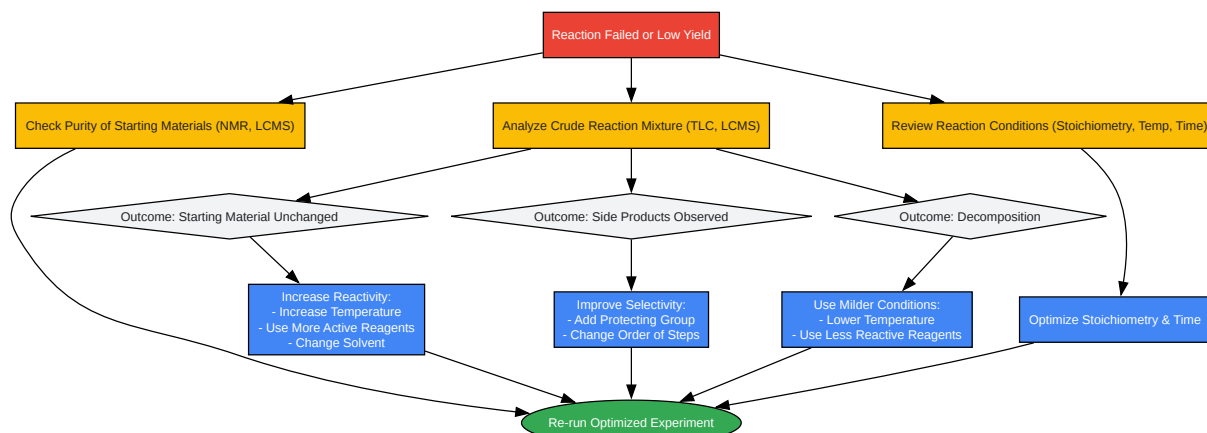 Reaction Failed or Low Yield
Check Purity of Starting Materials (NMR, LCMS)
Analyze Crude Reaction Mixture (TLC, LCMS)
Review Reaction Conditions (Stoichiometry, Temp, Time)
Outcome: Starting Material Unchanged
Outcome: Side Products Observed
Outcome: Decomposition
Increase Reactivity:
- Increase Temperature
- Use More Active Reagents
- Change Solvent
Improve Selectivity:
- Add Protecting Group
- Change Order of Steps
Use Milder Conditions:
- Lower Temperature
- Use Less Reactive Reagents
Optimize Stoichiometry & Time
Re-run Optimized Experiment